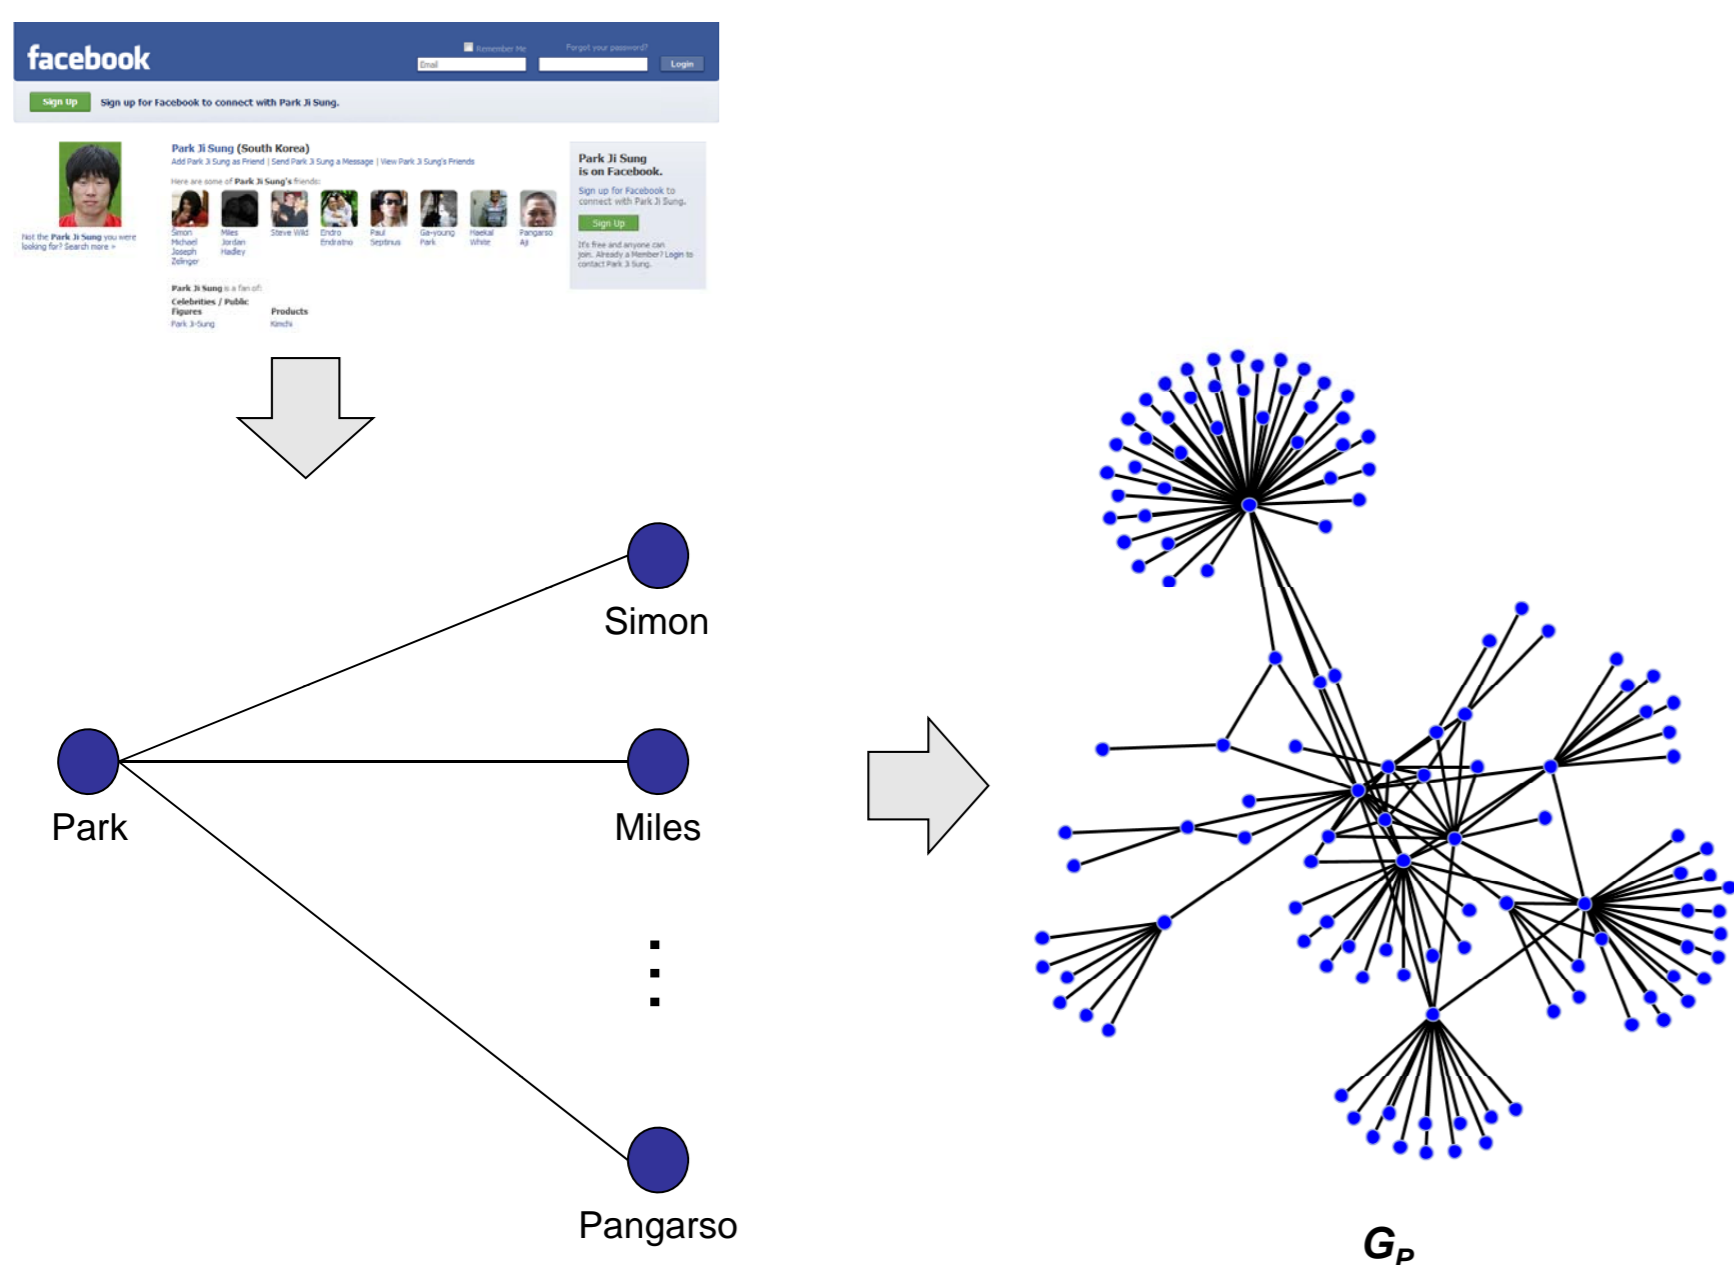 facebook
Remember Me
Forgot your password?
Email
Login
Sign Up
Sign up for Facebook to connect with Park Ji Sung.
Park Ji Sung (South Korea)
Add Park Ji Sung as Friend | Send Park Ji Sung a Message | View Park Ji Sung's Friends
Here are some of Park Ji Sung's friends:
Simon
Michael
Joseph
Zelinger
Miles
Jordan
Hadley
Steve Wild
Endro
Endratno
Paul
Septinus
Ga-young
Park
Haekal
White
Pangarso
Aji
Not the Park Ji Sung you were
looking for? Search more »
Park Ji Sung is a fan of:
Celebrities / Public
Figures
Park Ji-Sung
Products
Kimchi
Park Ji Sung
is on Facebook.
Sign up for Facebook to
connect with Park Ji Sung.
Sign Up
It's free and anyone can
join. Already a Member? Login to
contact Park Ji Sung.
Simon
Park
Miles
Pangarso
G_P